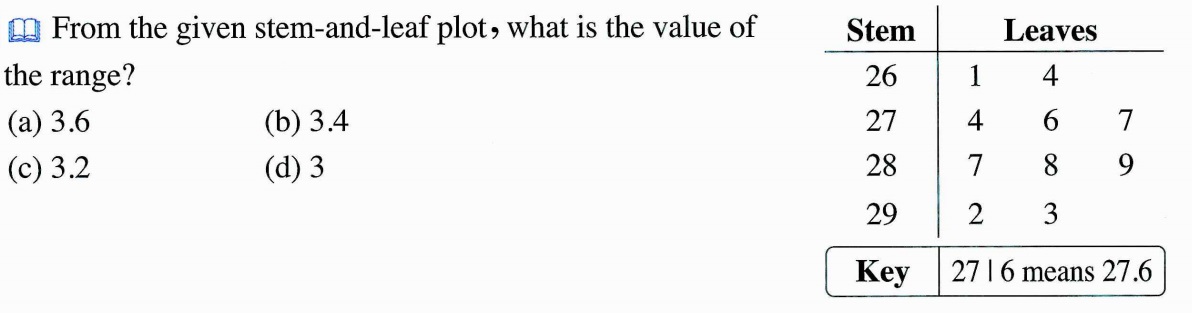 From the given stem-and-leaf plot, what is the value of
the range?
(a) 3.6 (b) 3.4
(c) 3.2 (d) 3
Stem Leaves
26 1 4
27 4 6 7
28 7 8 9
29 2 3
Key 27 | 6 means 27.6